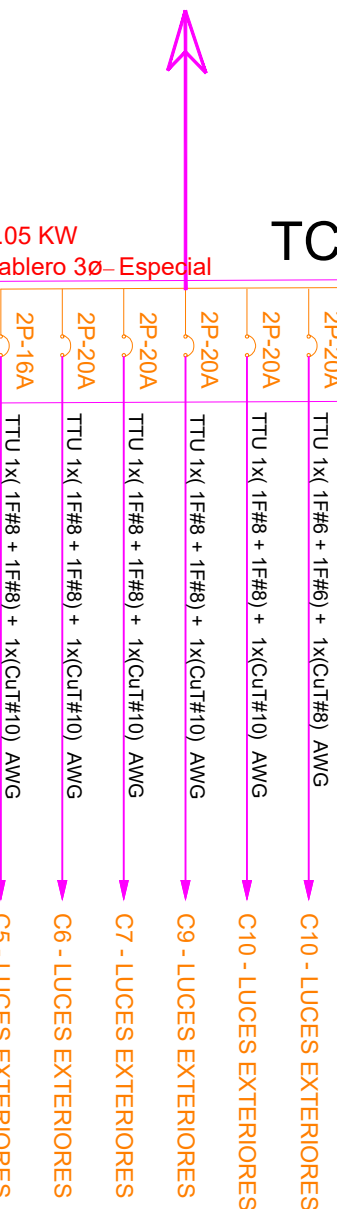 .05 KW
TC
ablero 3ø– Especial
2P-16A
2P-20A
2P-20A
2P-20A
2P-20A
2P-20A
TTU 1x( 1F#8 + 1F#8) + 1x(CuT#10) AWG
TTU 1x( 1F#8 + 1F#8) + 1x(CuT#10) AWG
TTU 1x( 1F#8 + 1F#8) + 1x(CuT#10) AWG
TTU 1x( 1F#8 + 1F#8) + 1x(CuT#10) AWG
TTU 1x( 1F#8 + 1F#8) + 1x(CuT#10) AWG
TTU 1x( 1F#6 + 1F#6) + 1x(CuT#8) AWG
C5 - LUCES EXTERIORES
C6 - LUCES EXTERIORES
C7 - LUCES EXTERIORES
C9 - LUCES EXTERIORES
C10 - LUCES EXTERIORES
C10 - LUCES EXTERIORES